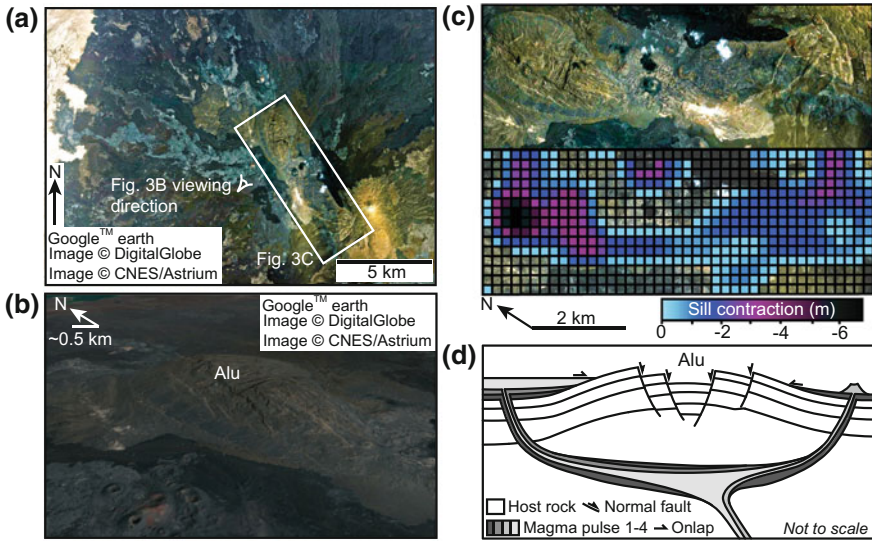 (a)
N
Fig. 3B viewing
direction
Google™ earth
Image © DigitalGlobe
Image © CNES/Astrium
Fig. 3C
5 km
(b)
N
~0.5 km
Google™ earth
Image © DigitalGlobe
Image © CNES/Astrium
Alu
(c)
N
2 km
Sill contraction (m)
0 -2 -4 -6
(d)
Alu
Host rock Normal fault
Magma pulse 1-4 Onlap Not to scale